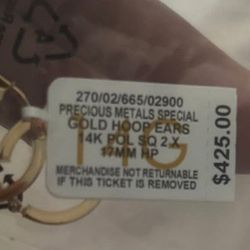 270/02/665/02900
PRECIOUS METALS SPECIAL
GOLD HOOP EARS
14K POL SQ 2 X
17MM HP
MERCHANDISE NOT RETURNABLE
IF THIS TICKET IS REMOVED
$425.00